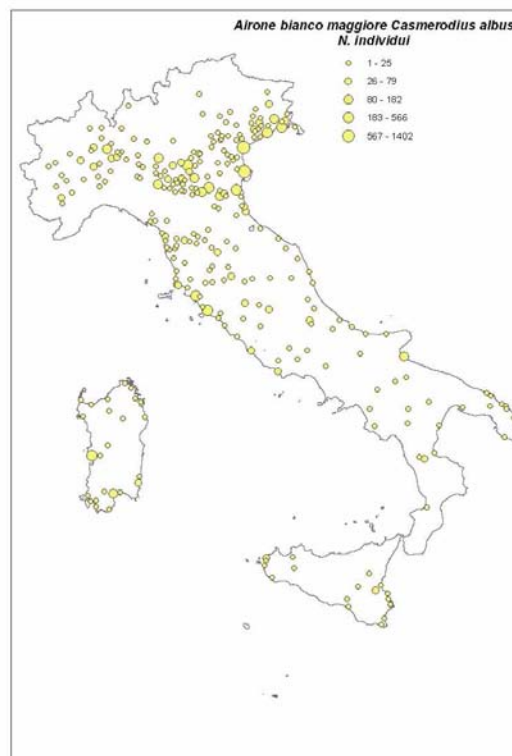 Airone bianco maggiore Casmerodius albus
N. individui
1 - 25
26 - 79
80 - 182
183 - 566
567 - 1402